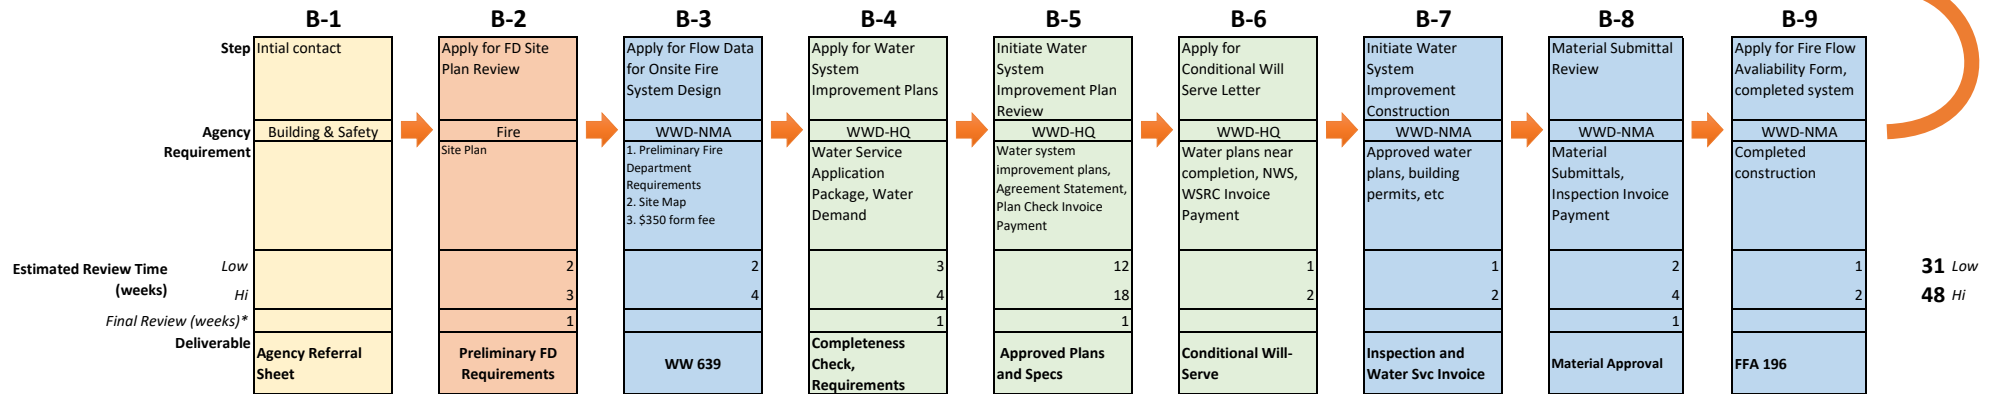 B-1 B-2 B-3 B-4 B-5 B-6 B-7 B-8 B-9
Step
Intial contact
Apply for FD Site
Plan Review
Apply for Flow Data
for Onsite Fire
System Design
Apply for Water
System
Improvement Plans
Initiate Water
System
Improvement Plan
Review
Apply for
Conditional Will
Serve Letter
Initiate Water
System
Improvement
Construction
Material Submittal
Review
Apply for Fire Flow
Avaliability Form,
completed system
Agency
Building & Safety
Fire
WWD-NMA
WWD-HQ
WWD-HQ
WWD-HQ
WWD-NMA
WWD-NMA
WWD-NMA
Requirement
Site Plan
1. Preliminary Fire
Department
Requirements
2. Site Map
3. $350 form fee
Water Service
Application
Package, Water
Demand
Water system
improvement plans,
Agreement Statement,
Plan Check Invoice
Payment
Water plans near
completion, NWS,
WSRC Invoice
Payment
Approved water
plans, building
permits, etc
Material
Submittals,
Inspection Invoice
Payment
Completed
construction
Estimated Review Time
(weeks)
Low 2 2 3 12 1 1 2 1 31 Low
Hi 3 4 4 18 2 2 4 2 48 Hi
Final Review (weeks)* 1 1 1 1
Deliverable
Agency Referral
Sheet
Preliminary FD
Requirements
WW 639
Completeness
Check,
Requirements
Approved Plans
and Specs
Conditional Will-
Serve
Inspection and
Water Svc Invoice
Material Approval
FFA 196